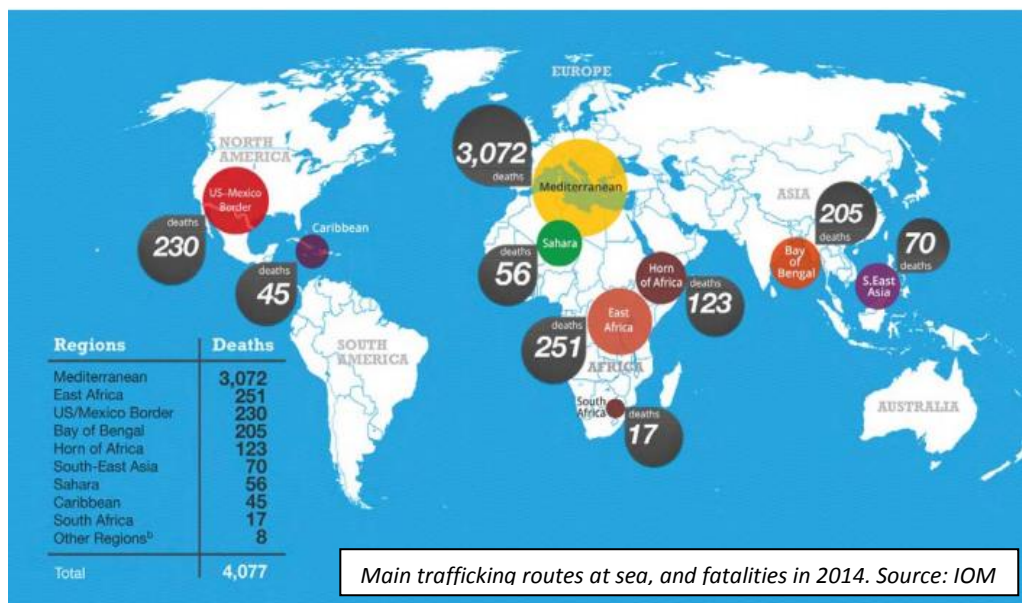 EUROPE
NORTH
AMERICA
3,072
deaths
Mediterranean
US-Mexico
Border
ASIA
205
deaths
deaths
230
Caribbean
Sahara
deaths
56
Bay
of
Bengal
70
deaths
S.East
Asia
Horn
of Africa
deaths
123
deaths
45
East
Africa
deaths
251
AFRICA
SOUTH
AMERICA
South
Africa
deaths
17
AUSTRALIA
Regions Deaths
Mediterranean 3,072
East Africa 251
US/Mexico Border 230
Bay of Bengal 205
Horn of Africa 123
South-East Asia 70
Sahara 56
Caribbean 45
South Africa 17
Other Regionsᵇ 8
Total 4,077
Main trafficking routes at sea, and fatalities in 2014. Source: IOM